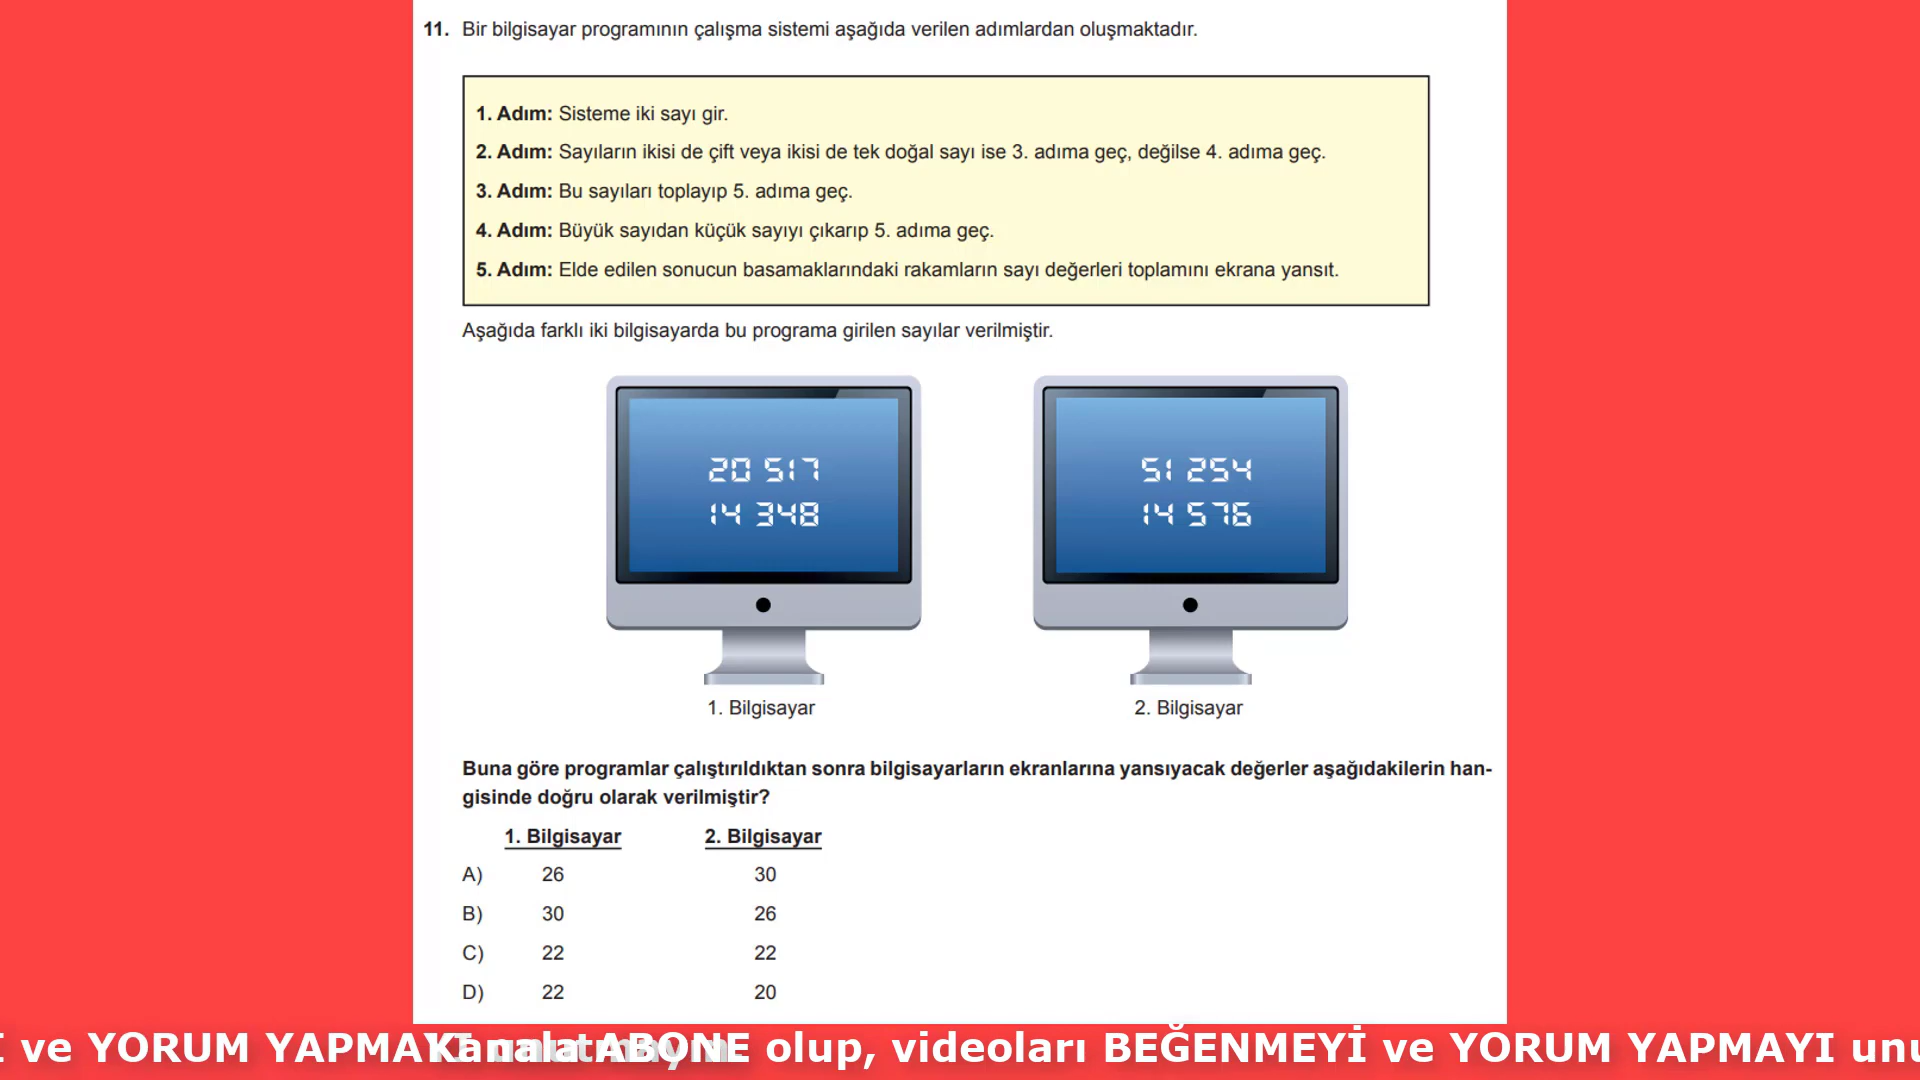 11. Bir bilgisayar programının çalışma sistemi aşağıda verilen adımlardan oluşmaktadır.
1. Adım: Sisteme iki sayı gir.
2. Adım: Sayıların ikisi de çift veya ikisi de tek doğal sayı ise 3. adıma geç, değilse 4. adıma geç.
3. Adım: Bu sayıları toplayıp 5. adıma geç.
4. Adım: Büyük sayıdan küçük sayıyı çıkarıp 5. adıma geç.
5. Adım: Elde edilen sonucun basamaklarındaki rakamların sayı değerleri toplamını ekrana yansıt.
Aşağıda farklı iki bilgisayarda bu programa girilen sayılar verilmiştir.
20 517
14 348
51 254
14 576
1. Bilgisayar 2. Bilgisayar
Buna göre programlar çalıştırıldıktan sonra bilgisayarların ekranlarına yansıyacak değerler aşağıdakilerin han-
gisinde doğru olarak verilmiştir?
1. Bilgisayar 2. Bilgisayar
A) 26 30
B) 30 26
C) 22 22
D) 22 20
ve YORUM YAPMAYI Kanala ABONE olup, videoları BEĞENMEYİ ve YORUM YAPMAYI unu